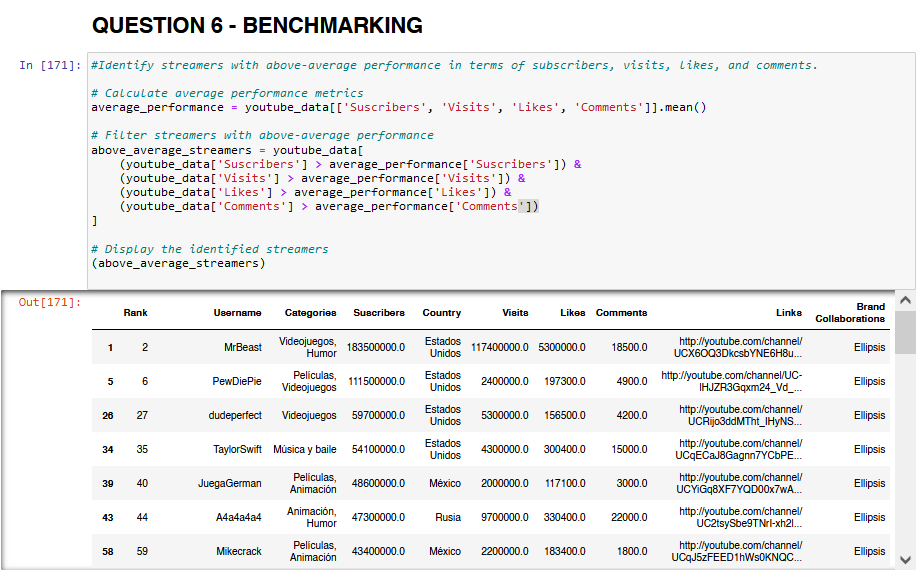 QUESTION 6 - BENCHMARKING
In [171]:
#Identify streamers with above-average performance in terms of subscribers, visits, likes, and comments.
# Calculate average performance metrics
average_performance = youtube_data[['Suscribers', 'Visits', 'Likes', 'Comments']].mean()
# Filter streamers with above-average performance
above_average_streamers = youtube_data[
(youtube_data['Suscribers'] > average_performance['Suscribers']) &
(youtube_data['Visits'] > average_performance['Visits']) &
(youtube_data['Likes'] > average_performance['Likes']) &
(youtube_data['Comments'] > average_performance['Comments'])
]
# Display the identified streamers
(above_average_streamers)
Out[171]:
Rank Username Categories Suscribers Country Visits Likes Comments Links Brand Collaborations
1 2 MrBeast Videojuegos, Humor 183500000.0 Estados Unidos 117400000.0 5300000.0 18500.0 http://youtube.com/channel/ UCX6OQ3DkcsbYNE6H8u... Ellipsis
5 6 PewDiePie Películas, Videojuegos 111500000.0 Estados Unidos 2400000.0 197300.0 4900.0 http://youtube.com/channel/UC- lHJZR3Gqxm24_Vd_... Ellipsis
26 27 dudeperfect Videojuegos 59700000.0 Estados Unidos 5300000.0 156500.0 4200.0 http://youtube.com/channel/ UCRijo3ddMTht_IHyNS... Ellipsis
34 35 TaylorSwift Música y baile 54100000.0 Estados Unidos 4300000.0 300400.0 15000.0 http://youtube.com/channel/ UCqECaJ8Gagnn7YCbPE... Ellipsis
39 40 JuegaGerman Películas, Animación 48600000.0 México 2000000.0 117100.0 3000.0 http://youtube.com/channel/ UCYiGq8XF7YQD00x7wA... Ellipsis
43 44 A4a4a4a4 Animación, Humor 47300000.0 Rusia 9700000.0 330400.0 22000.0 http://youtube.com/channel/ UC2tsySbe9TNrI-xh2l... Ellipsis
58 59 Mikecrack Películas, Animación 43400000.0 México 2200000.0 183400.0 1800.0 http://youtube.com/channel/ UCqJ5zFEED1hWs0KNQC... Ellipsis